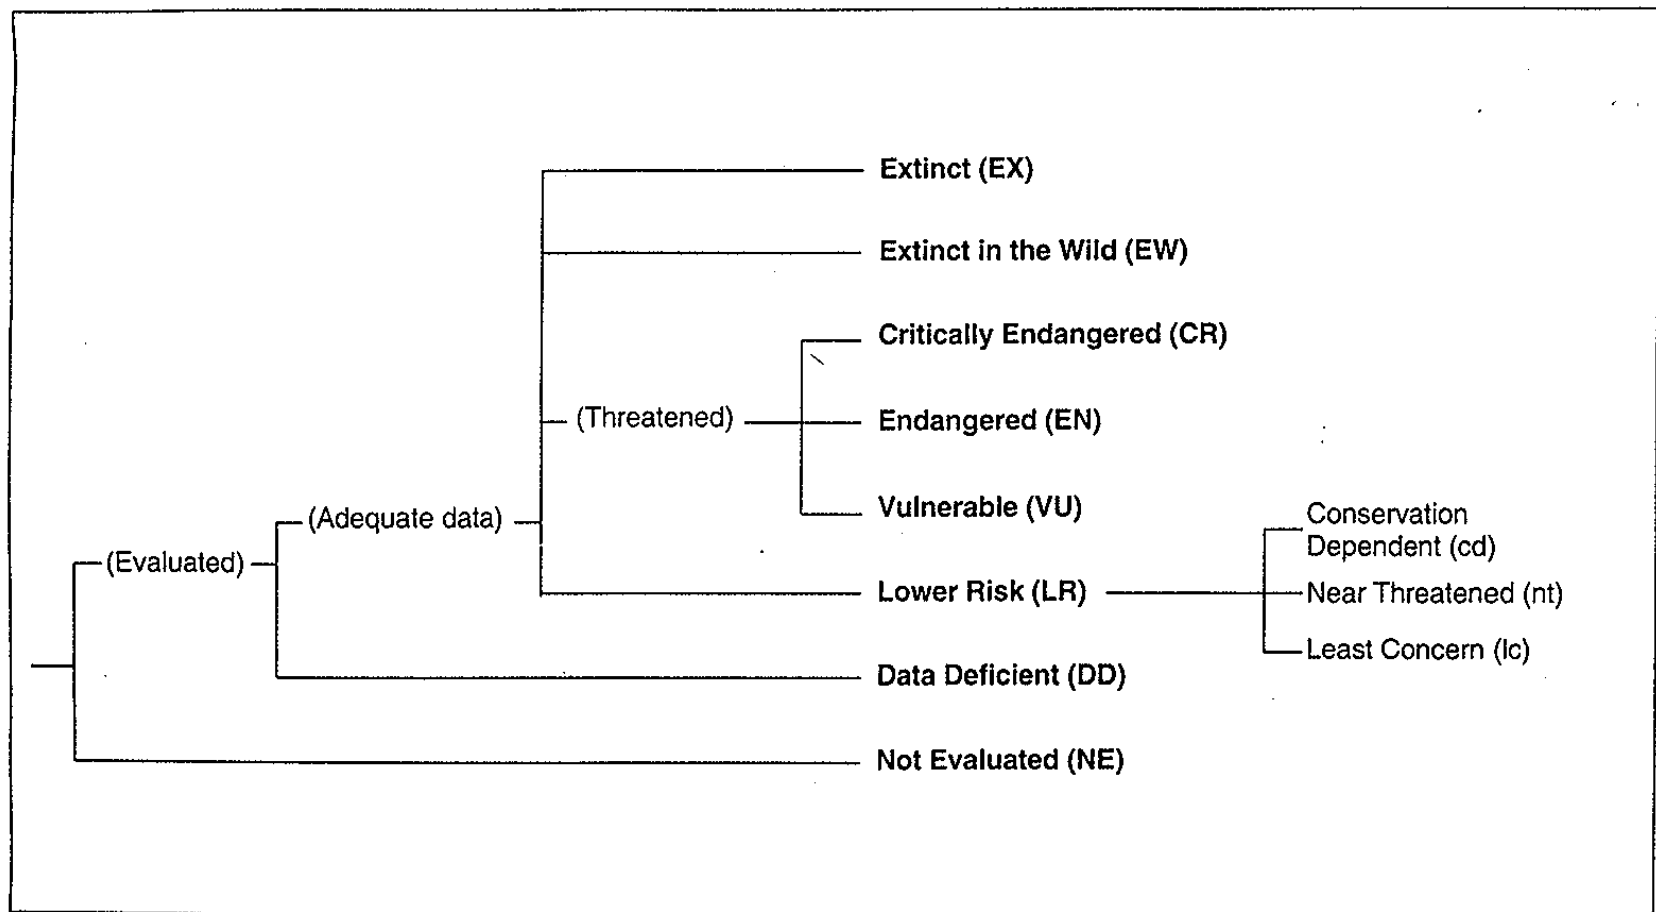 Extinct (EX)
Extinct in the Wild (EW)
Critically Endangered (CR)
(Threatened)
Endangered (EN)
Vulnerable (VU)
Conservation
Dependent (cd)
(Adequate data)
(Evaluated)
Lower Risk (LR)
Near Threatened (nt)
Least Concern (lc)
Data Deficient (DD)
Not Evaluated (NE)